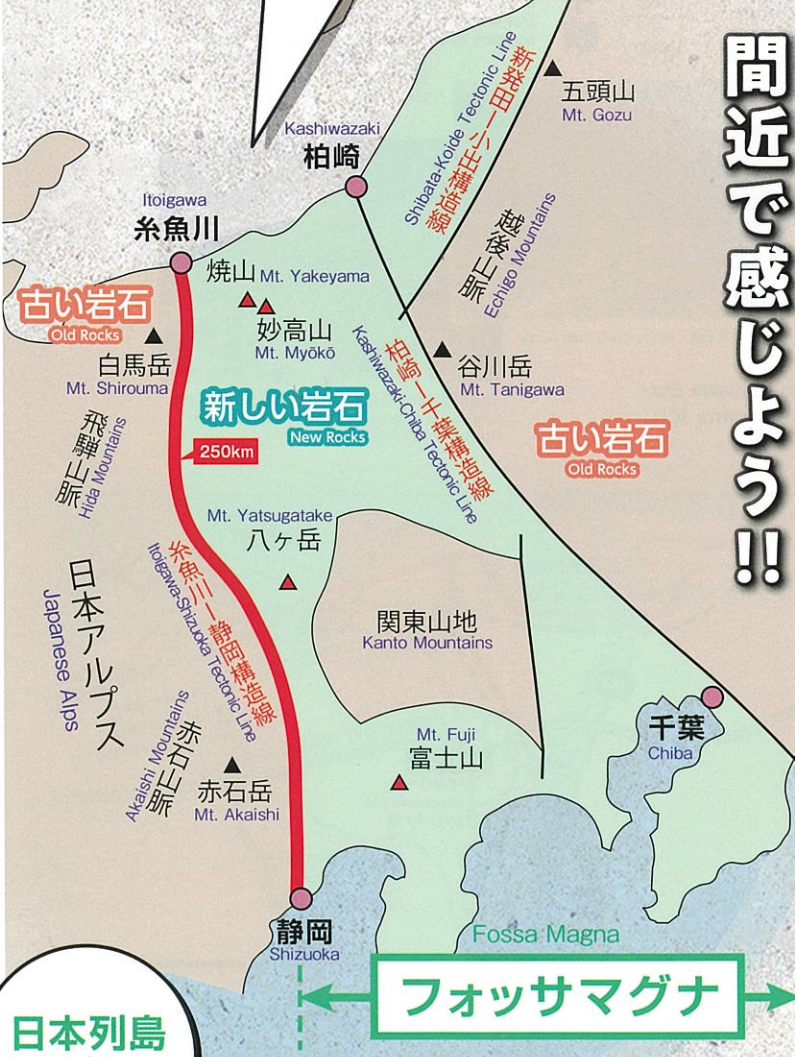 間近で感じよう!!
新発田ー小出構造線
Shibata-Koide Tectonic Line
五頭山
Mt. Gozu
Kashiwazaki
柏崎
越後山脈
Echigo Mountains
Itoigawa
糸魚川
焼山 Mt. Yakeyama
妙高山
Mt. Myōkō
古い岩石
Old Rocks
白馬岳
Mt. Shirouma
谷川岳
Mt. Tanigawa
柏崎ー千葉構造線
Kashiwazaki-Chiba Tectonic Line
新しい岩石
New Rocks
飛騨山脈
Hida Mountains
250km
古い岩石
Old Rocks
Mt. Yatsugatake
八ヶ岳
糸魚川ー静岡構造線
Itoigawa-Shizuoka Tectonic Line
日本アルプス
Japanese Alps
関東山地
Kanto Mountains
赤石山脈
Akaishi Mountains
赤石岳
Mt. Akaishi
Mt. Fuji
富士山
千葉
Chiba
静岡
Shizuoka
Fossa Magna
フォッサマグナ
日本列島